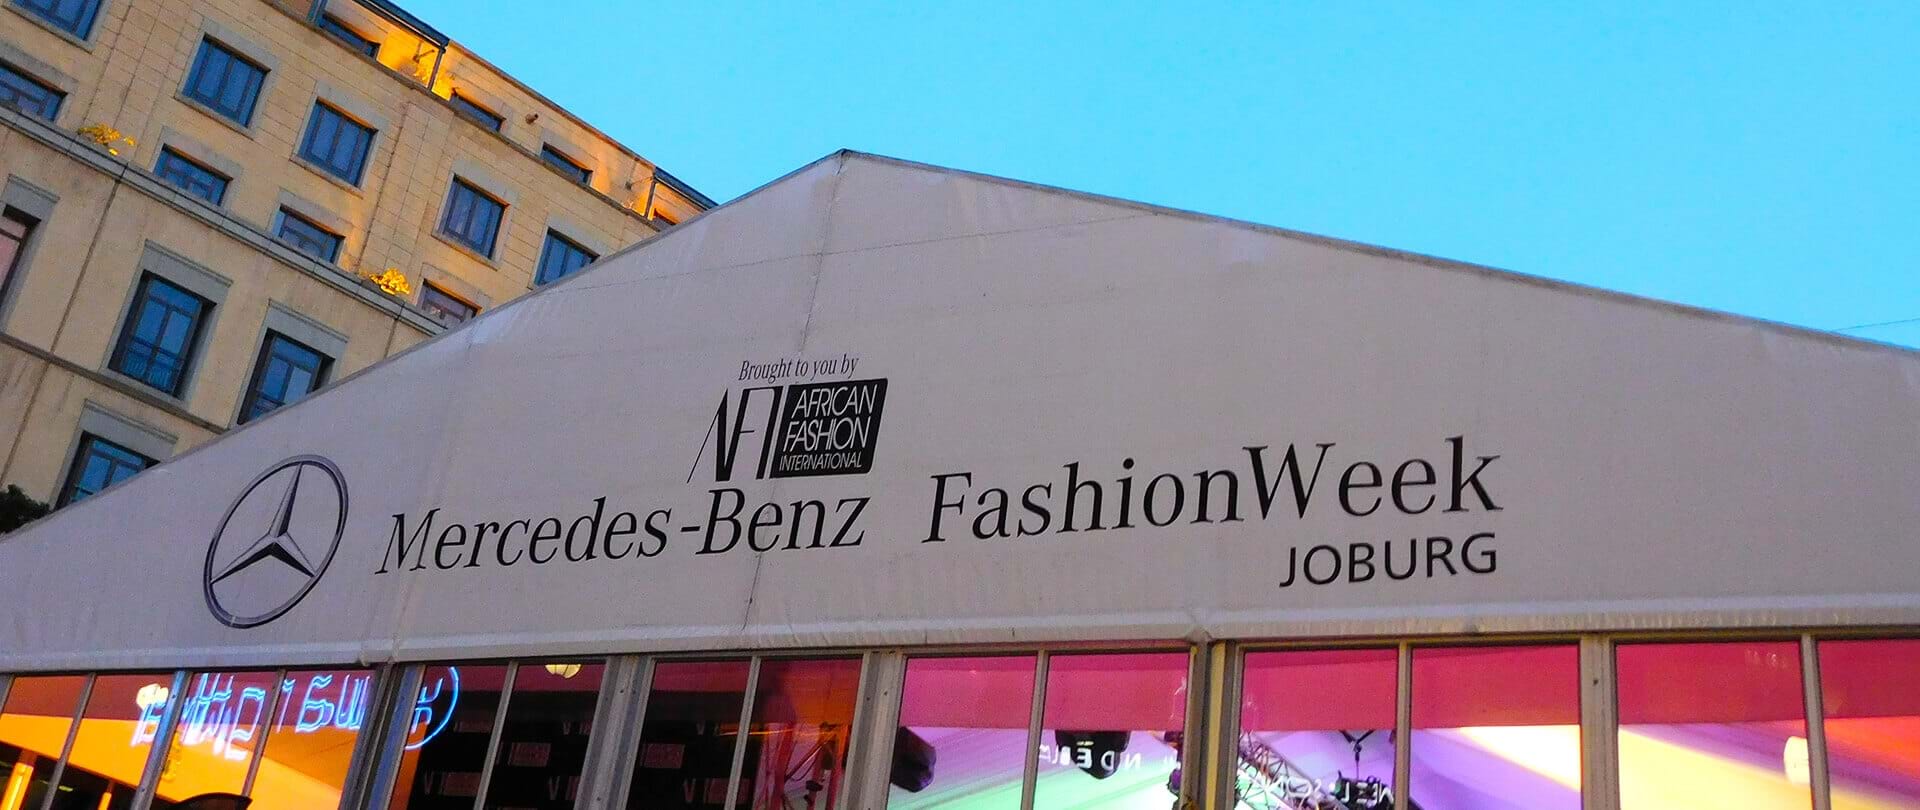 Brought to you by
AFI AFRICAN
FASHION
INTERNATIONAL
Mercedes-Benz FashionWeek
JOBURG